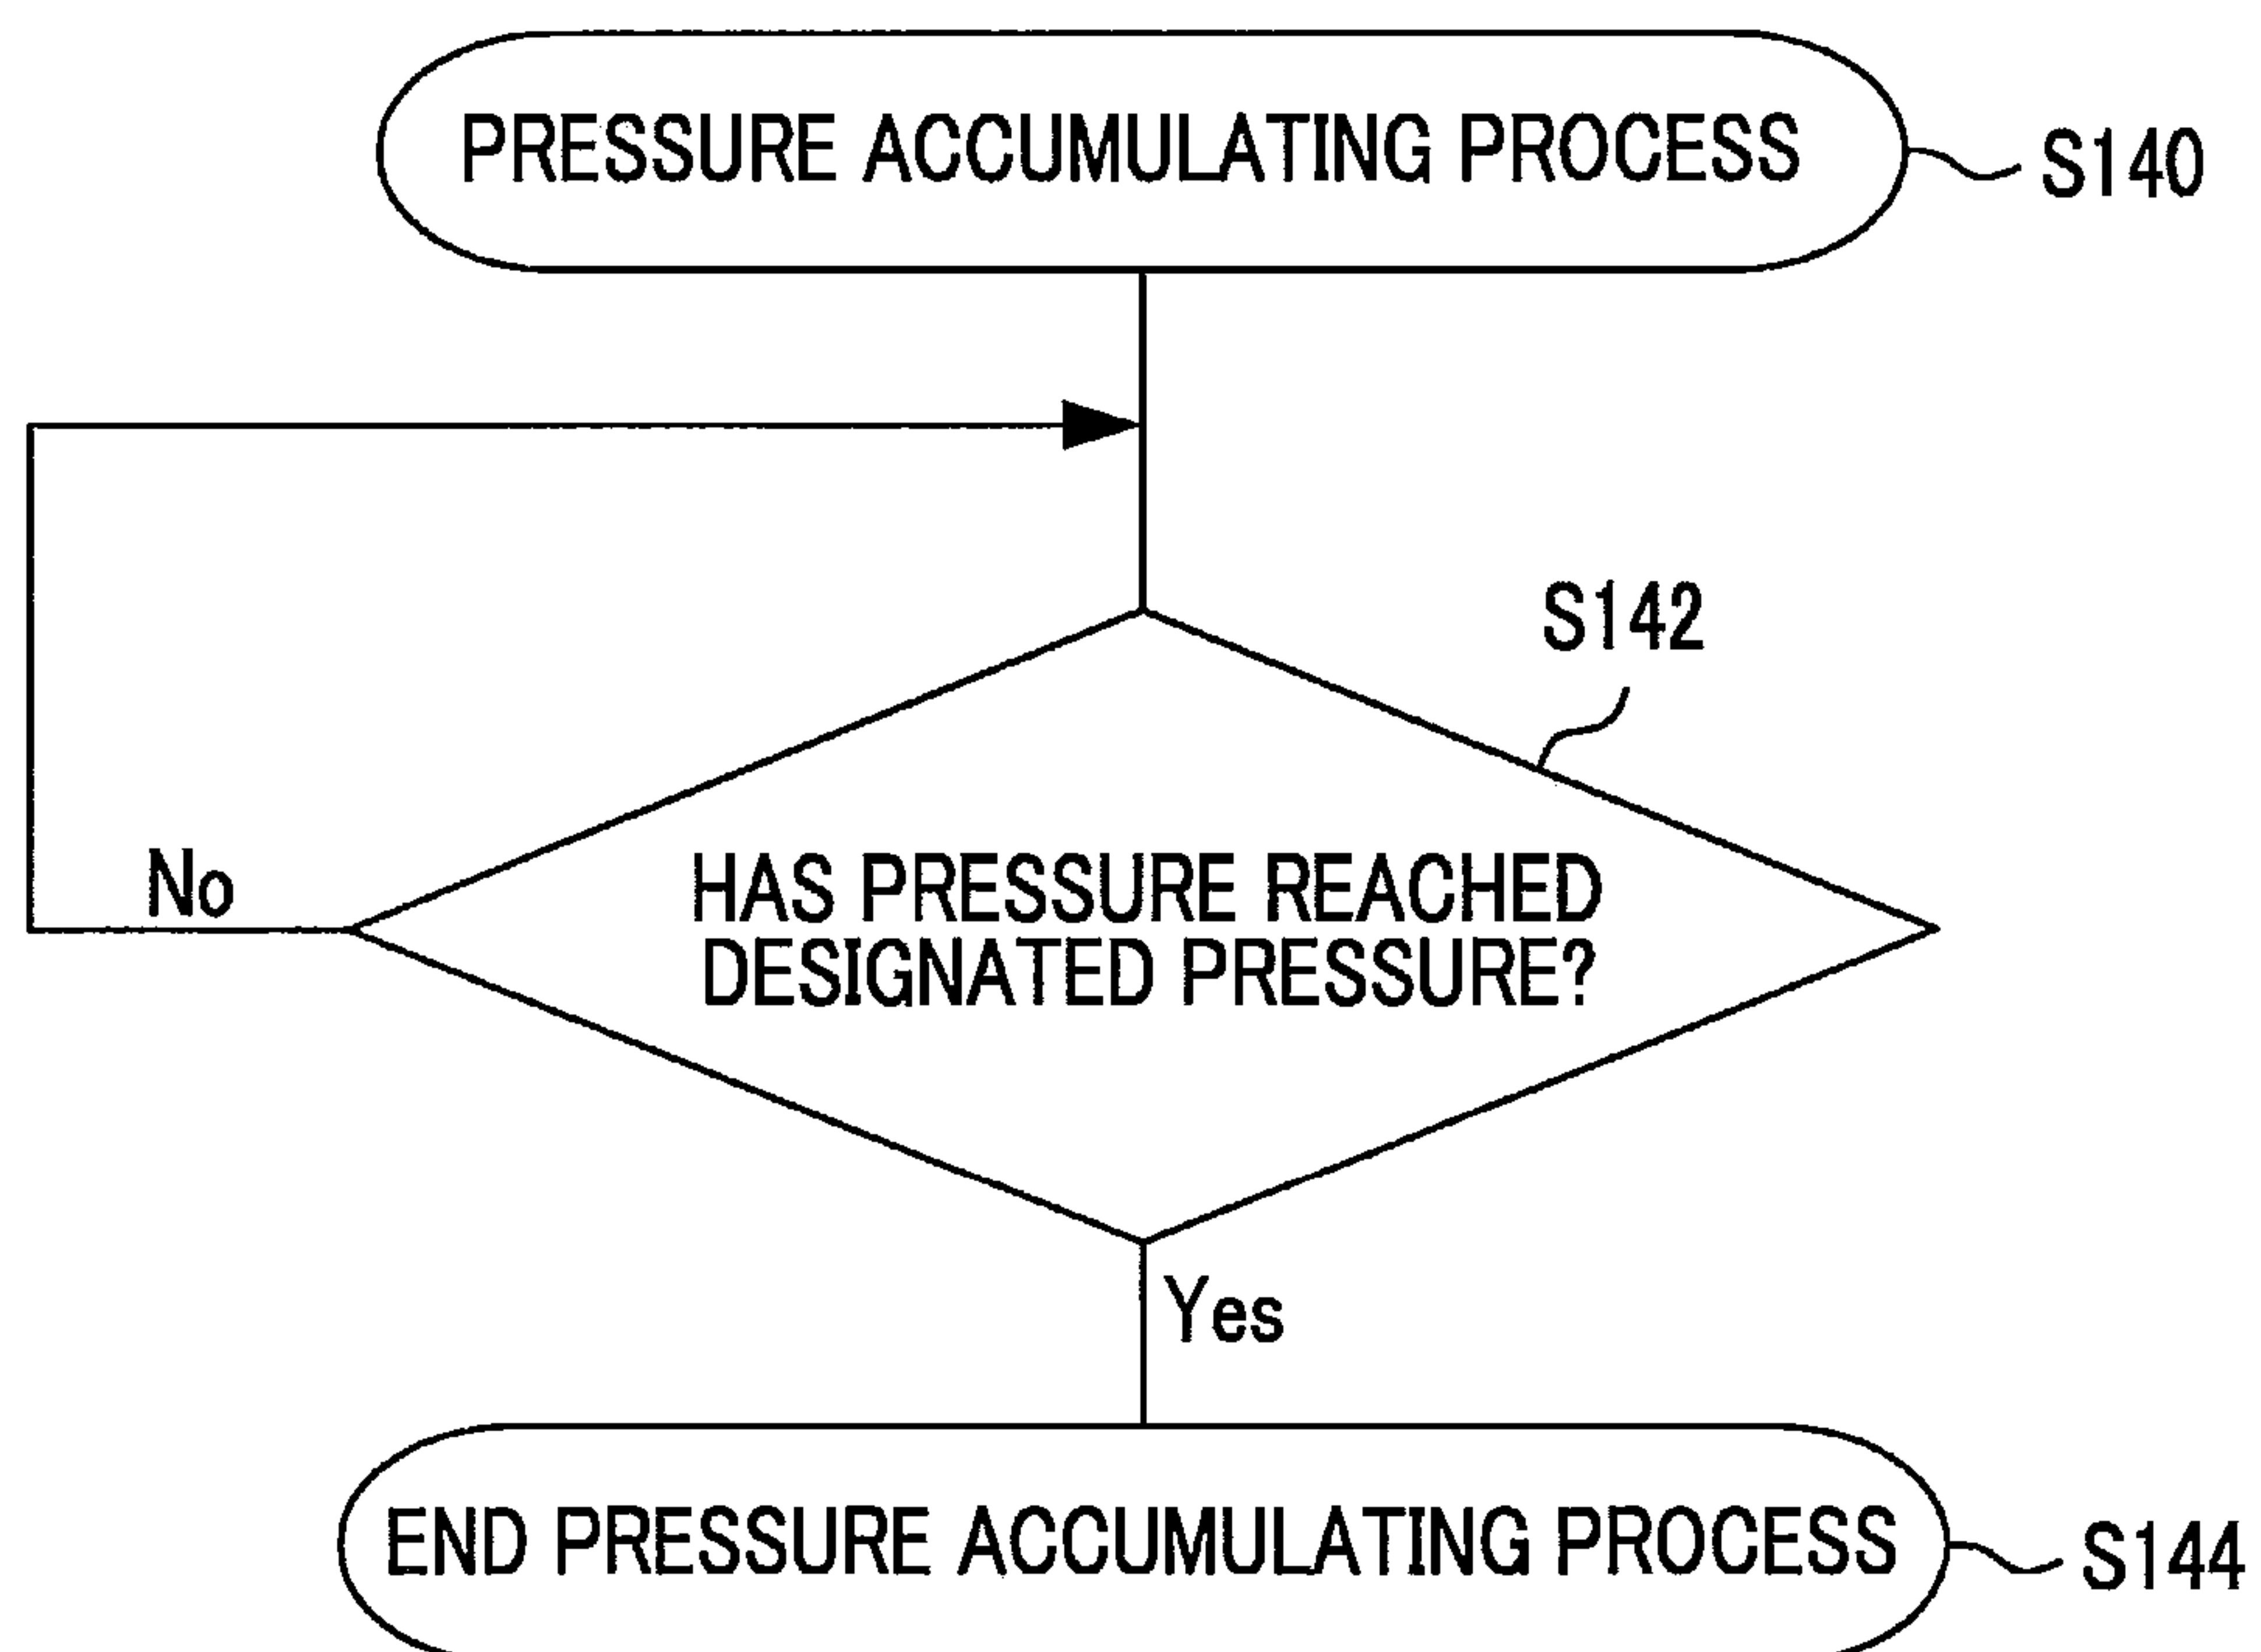 PRESSURE ACCUMULATING PROCESS
S140
S142
No
HAS PRESSURE REACHED
DESIGNATED PRESSURE?
Yes
END PRESSURE ACCUMULATING PROCESS
S144